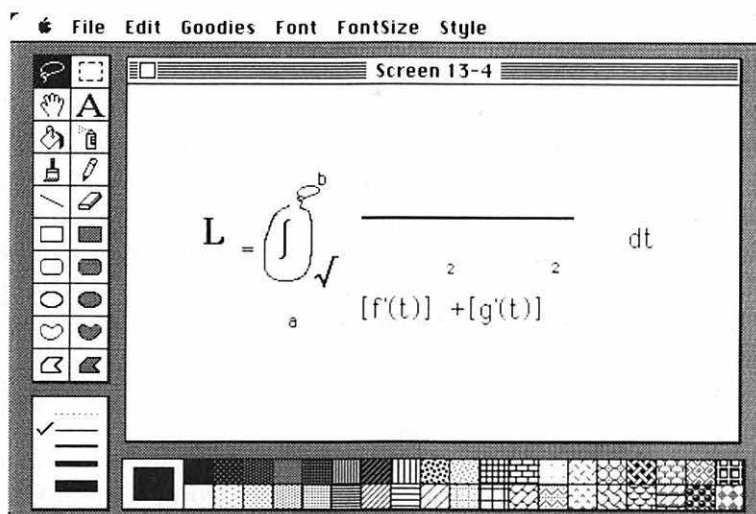 File Edit Goodies Font FontSize Style
Screen 13-4
A
b
L = ∫ √ dt
2 2
[f'(t)] +[g'(t)]
a